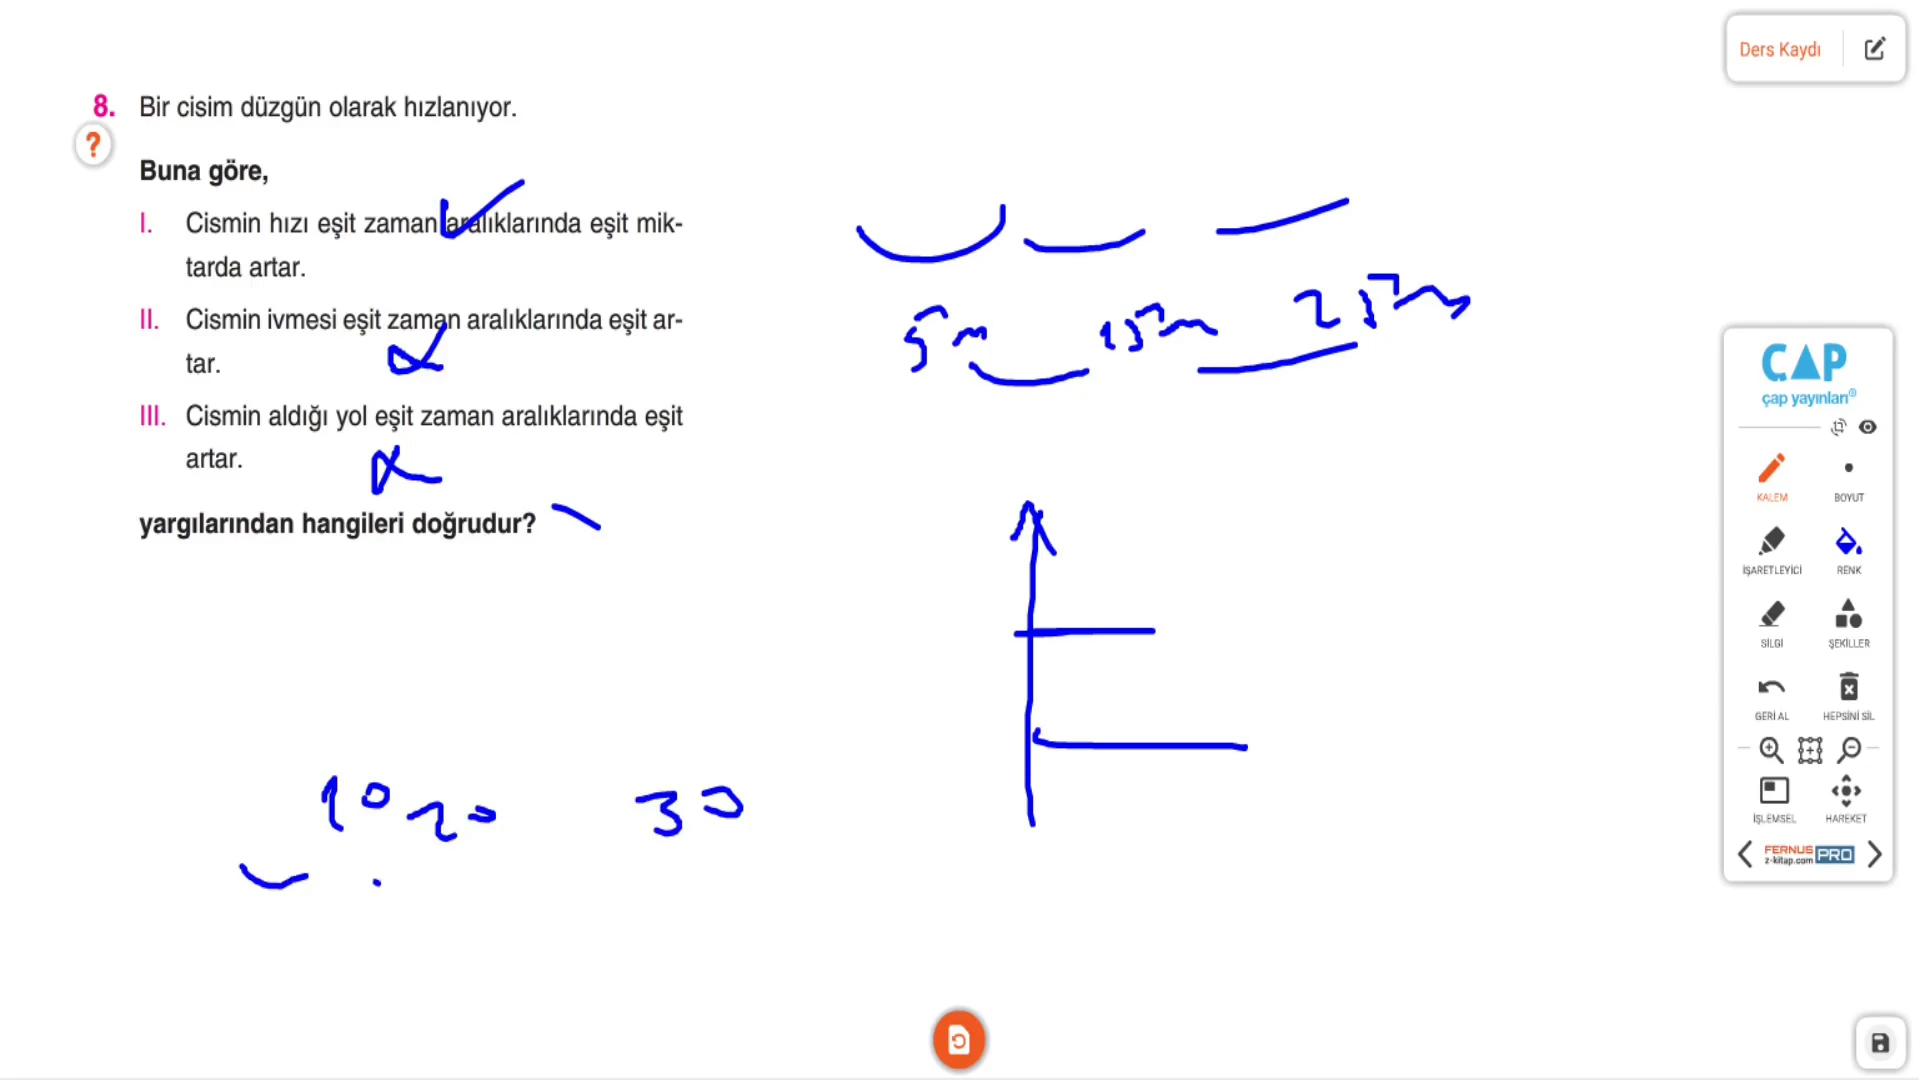 Ders Kaydı
8. Bir cisim düzgün olarak hızlanıyor.
?
Buna göre,
I. Cismin hızı eşit zaman aralıklarında eşit mik-
tarda artar.
II. Cismin ivmesi eşit zaman aralıklarında eşit ar-
tar.
III. Cismin aldığı yol eşit zaman aralıklarında eşit
artar.
yargılarından hangileri doğrudur?
5m 15m 25m
10 20 30
ÇAP
çap yayınları®
KALEM BOYUT
İŞARETLEYİCİ RENK
SİLGİ ŞEKİLLER
GERİ AL HEPSİNİ SİL
İŞLEMSEL HAREKET
FERNUS
z-kitap.com PRO